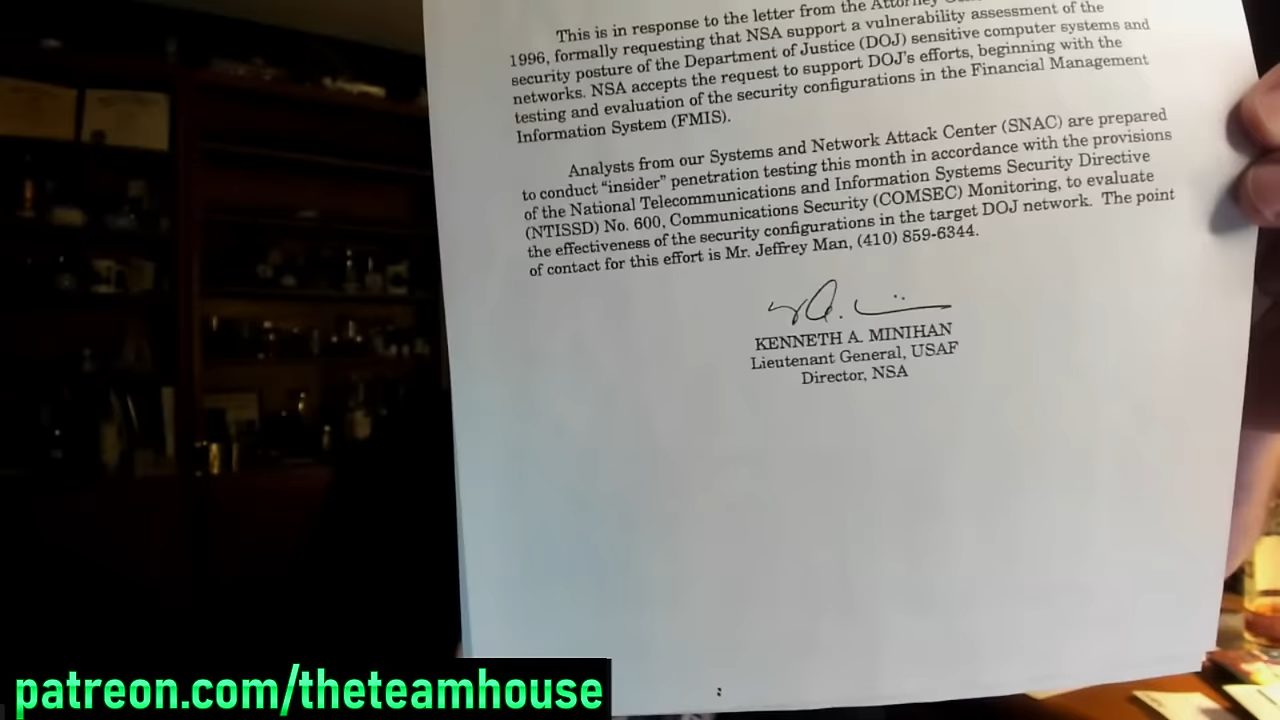 This is in response to the letter from the Attorney
1996, formally requesting that NSA support a vulnerability assessment of the
security posture of the Department of Justice (DOJ) sensitive computer systems and
networks. NSA accepts the request to support DOJ's efforts, beginning with the
testing and evaluation of the security configurations in the Financial Management
Information System (FMIS).
Analysts from our Systems and Network Attack Center (SNAC) are prepared
to conduct “insider” penetration testing this month in accordance with the provisions
of the National Telecommunications and Information Systems Security Directive
(NTISSD) No. 600, Communications Security (COMSEC) Monitoring, to evaluate
the effectiveness of the security configurations in the target DOJ network. The point
of contact for this effort is Mr. Jeffrey Man, (410) 859-6344.
KENNETH A. MINIHAN
Lieutenant General, USAF
Director, NSA
patreon.com/theteamhouse